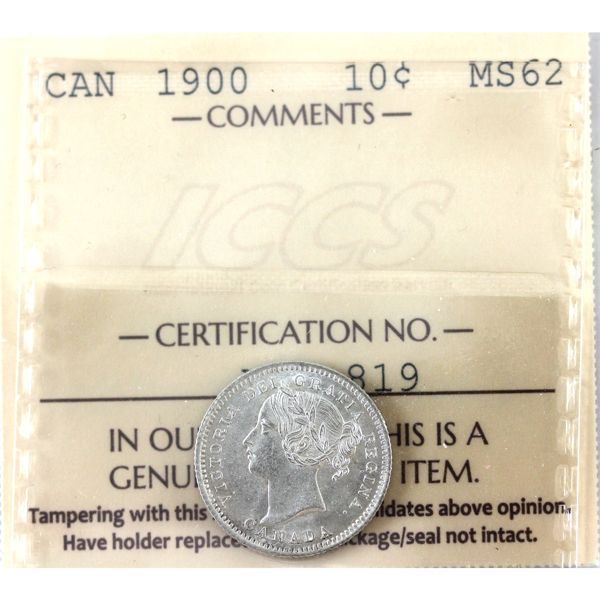 CAN 1900 10¢ MS62
— COMMENTS —
ICCS
— CERTIFICATION NO. —
819
IN OU HIS IS A
GENU ITEM.
Tampering with this idates above opinion.
Have holder replac ckage/seal not intact.
VICTORIA DEI GRATIA REGINA.
CANADA